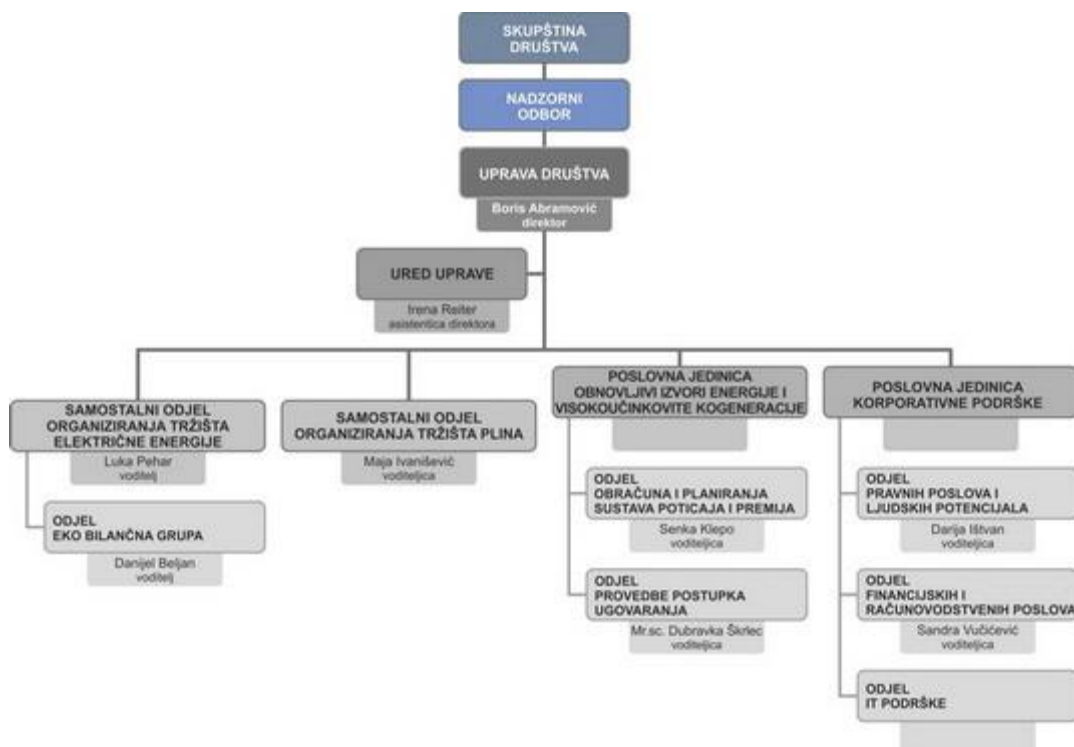 SKUPŠTINA
DRUŠTVA
NADZORNI
ODBOR
UPRAVA DRUŠTVA
Boris Abramović
direktor
URED UPRAVE
Irena Reiter
asistentica direktora
SAMOSTALNI ODJEL
ORGANIZIRANJA TRŽIŠTA
ELEKTRIČNE ENERGIJE
Luka Pehar
voditelj
ODJEL
EKO BILANČNA GRUPA
Danijel Beljan
voditelj
SAMOSTALNI ODJEL
ORGANIZIRANJA TRŽIŠTA PLINA
Maja Ivanišević
voditeljica
POSLOVNA JEDINICA
OBNOVLJIVI IZVORI ENERGIJE I
VISOKOUČINKOVITE KOGENERACIJE
ODJEL
OBRAČUNA I PLANIRANJA
SUSTAVA POTICAJA I PREMIJA
Senka Klepo
voditeljica
ODJEL
PROVEDBE POSTUPKA
UGOVARANJA
Mr.sc. Dubravka Škrlec
voditeljica
POSLOVNA JEDINICA
KORPORATIVNE PODRŠKE
ODJEL
PRAVNIH POSLOVA I
LJUDSKIH POTENCIJALA
Darija Ištvan
voditeljica
ODJEL
FINANCIJSKIH I
RAČUNOVODSTVENIH POSLOVA
Sandra Vučićević
voditeljica
ODJEL
IT PODRŠKE